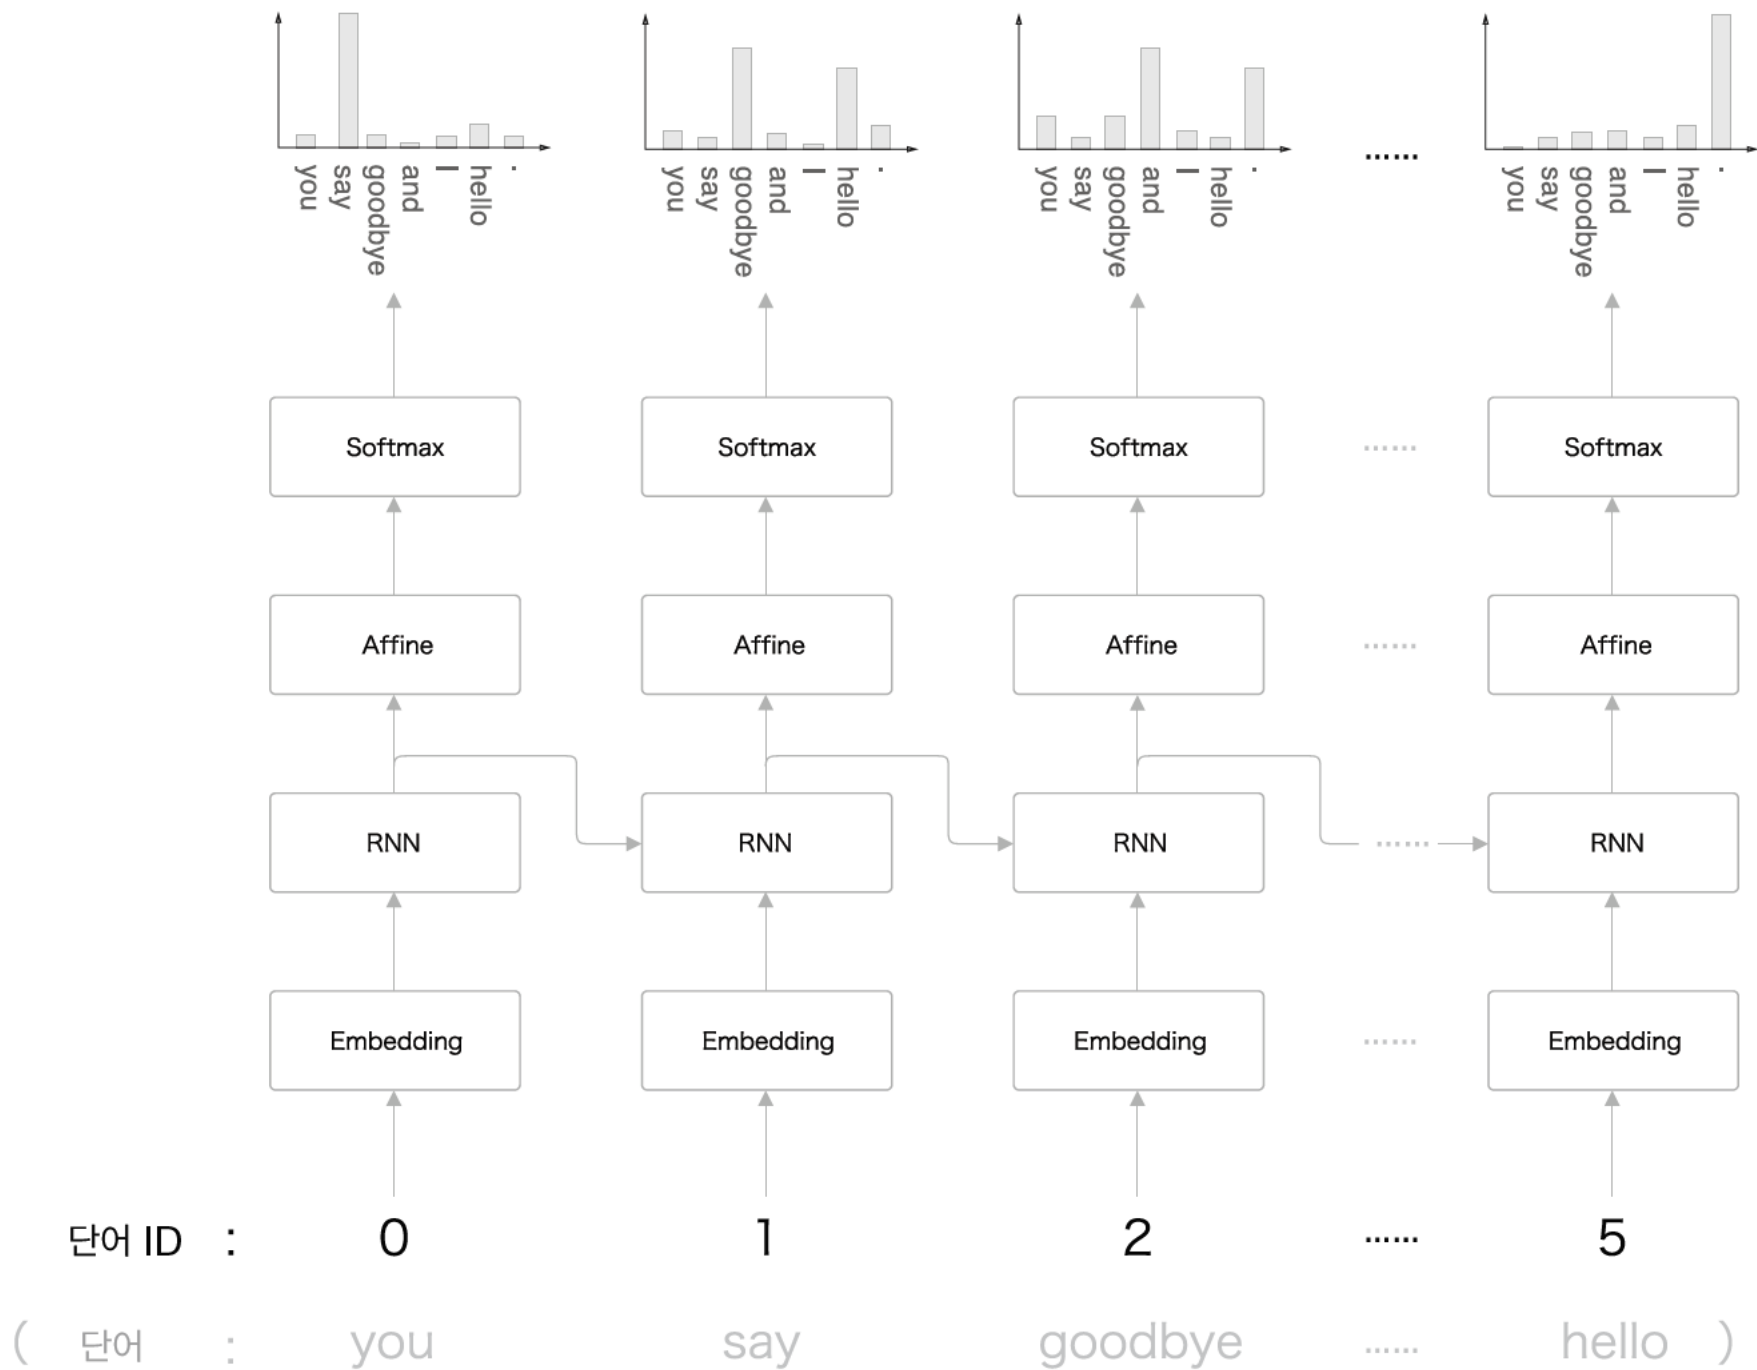 you say goodbye and I hello .
you say goodbye and I hello .
you say goodbye and I hello .
......
you say goodbye and I hello .
Softmax Softmax Softmax ...... Softmax
Affine Affine Affine ...... Affine
RNN RNN RNN ...... RNN
Embedding Embedding Embedding ...... Embedding
단어 ID : 0 1 2 ...... 5
( 단어 : you say goodbye ...... hello )